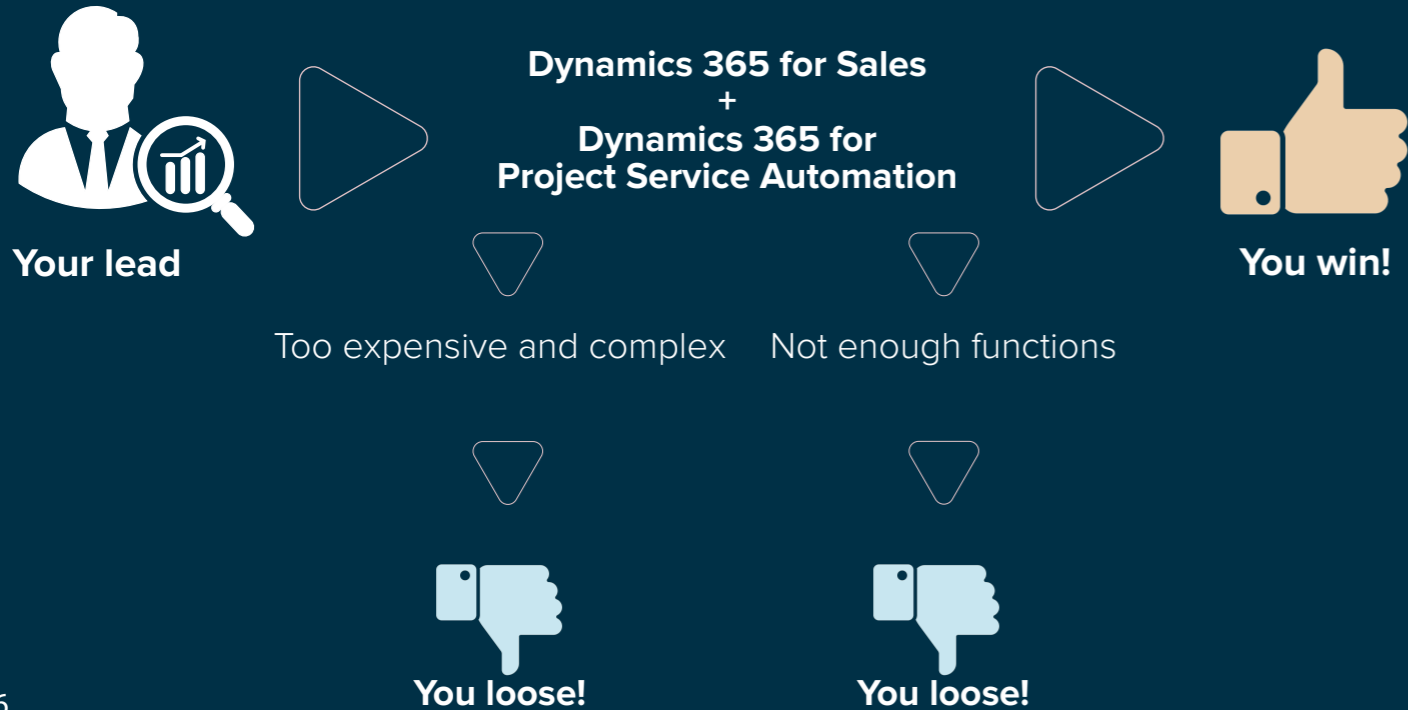 Dynamics 365 for Sales
+
Dynamics 365 for
Project Service Automation
Your lead
You win!
Too expensive and complex
Not enough functions
You loose!
You loose!